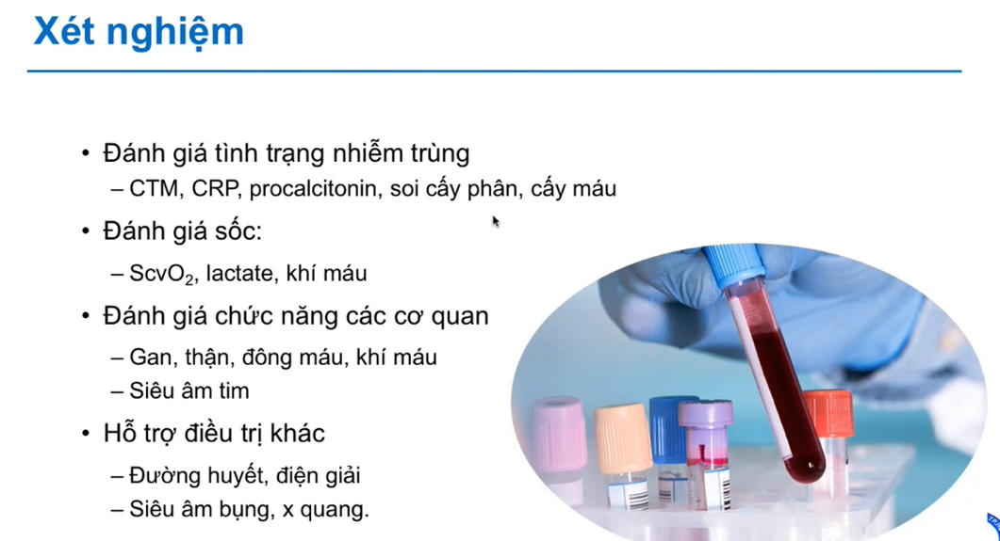 Xét nghiệm
• Đánh giá tình trạng nhiễm trùng
– CTM, CRP, procalcitonin, soi cấy phân, cấy máu
• Đánh giá sốc:
– ScvO₂, lactate, khí máu
• Đánh giá chức năng các cơ quan
– Gan, thận, đông máu, khí máu
– Siêu âm tim
• Hỗ trợ điều trị khác
– Đường huyết, điện giải
– Siêu âm bụng, x quang.